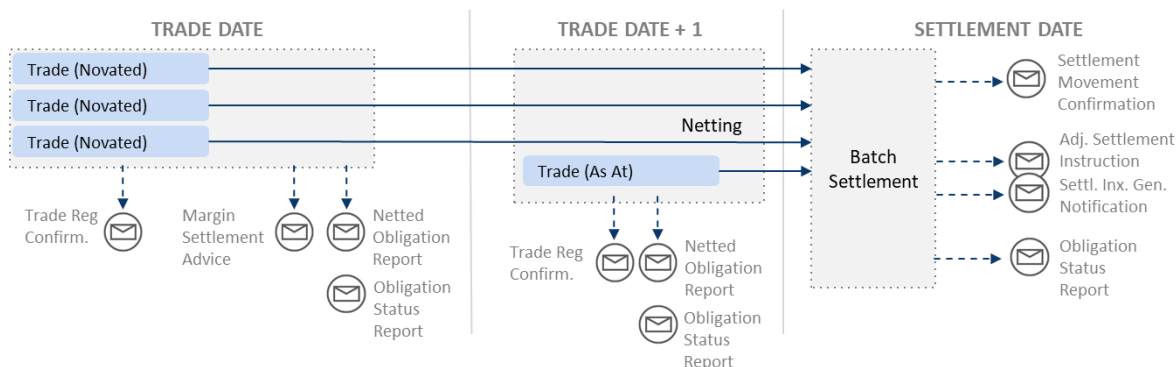 TRADE DATE
Trade (Novated)
Trade (Novated)
Trade (Novated)
Trade Reg
Confirm.
Margin
Settlement
Advice
Netted
Obligation
Report
Obligation
Status
Report
TRADE DATE + 1
Netting
Trade (As At)
Trade Reg
Confirm.
Netted
Obligation
Report
Obligation
Status
Report
SETTLEMENT DATE
Batch
Settlement
Settlement
Movement
Confirmation
Adj. Settlement
Instruction
Settl. Inx. Gen.
Notification
Obligation
Status
Report